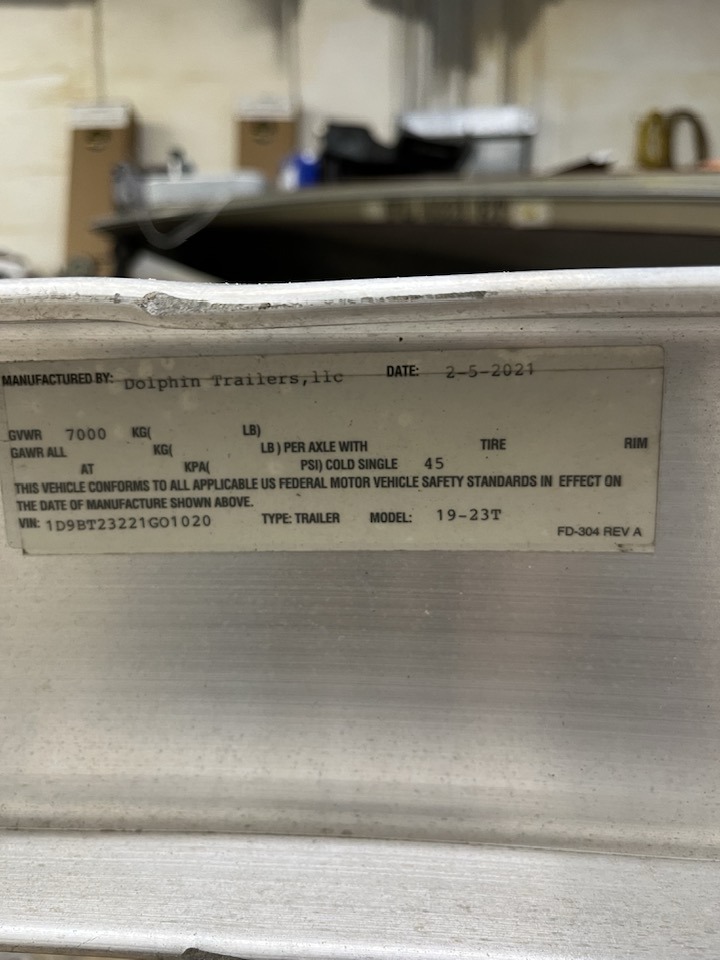 MANUFACTURED BY: Dolphin Trailers,llc DATE: 2-5-2021
GVWR 7000 KG( LB)
GAWR ALL KG( LB ) PER AXLE WITH TIRE RIM
AT KPA( PSI) COLD SINGLE 45
THIS VEHICLE CONFORMS TO ALL APPLICABLE US FEDERAL MOTOR VEHICLE SAFETY STANDARDS IN EFFECT ON
THE DATE OF MANUFACTURE SHOWN ABOVE.
VIN: 1D9BT23221GO1020 TYPE: TRAILER MODEL: 19-23T
FD-304 REV A